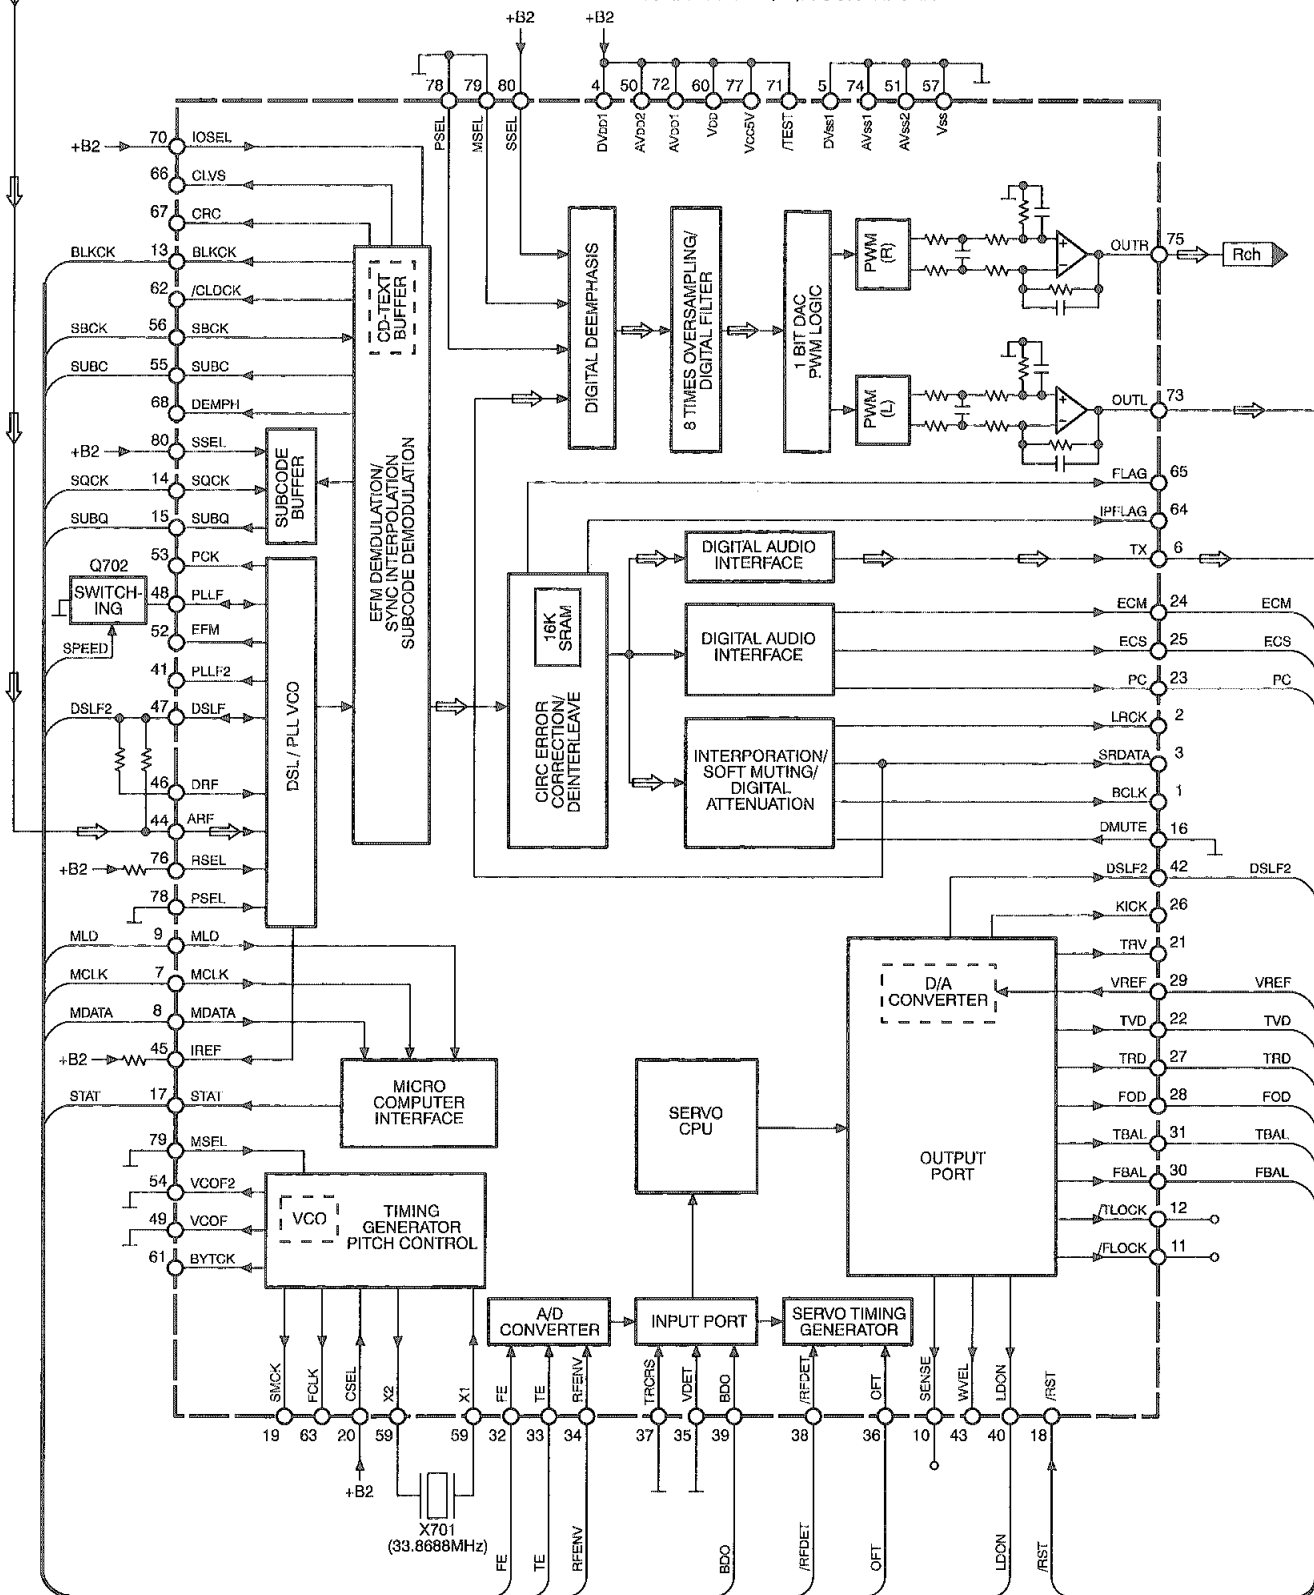 +B2
+B2
78
79
80
4
50
72
60
77
71
5
74
51
57
PSEL
MSEL
SSEL
DVDD1
AVDD2
AVDD1
VDD
Vcc5V
/TEST
DVss1
AVss1
AVss2
Vss
+B2
70
IOSEL
66
CLVS
67
CRC
BLKCK
13
BLKCK
62
/CLDCK
SBCK
56
SBCK
SUBC
55
SUBC
68
DEMPH
+B2
80
SSEL
SQCK
14
SQCK
SUBQ
15
SUBQ
53
PCK
Q702
SWITCH-
ING
48
PLLF
52
EFM
SPEED
41
PLLF2
DSLF2
47
DSLF
46
DRF
44
ARF
+B2
76
RSEL
78
PSEL
MLD
9
MLD
MCLK
7
MCLK
MDATA
8
MDATA
+B2
45
IREF
STAT
17
STAT
79
MSEL
54
VCOF2
49
VCOF
61
BYTCK
CD-TEXT
BUFFER
EFM DEMDULATION/
SYNC INTERPOLATION
SUBCODE DEMODULATION
SUBCODE
BUFFER
DSL / PLL VCO
DIGITAL DEEMPHASIS
8 TIMES OVERSAMPLING/
DIGITAL FILTER
1 BIT DAC
PWM LOGIC
PWM
(R)
PWM
(L)
+
−
+
−
OUTR
75
Rch
OUTL
73
FLAG
65
IPFLAG
64
DIGITAL AUDIO
INTERFACE
TX
6
16K
SRAM
CIRC ERROR
CORRECTION/
DEINTERLEAVE
DIGITAL AUDIO
INTERFACE
ECM
24
ECM
ECS
25
ECS
PC
23
PC
INTERPORATION/
SOFT MUTING/
DIGITAL
ATTENUATION
LRCK
2
SRDATA
3
BCLK
1
DMUTE
16
DSLF2
42
DSLF2
KICK
26
TRV
21
D/A
CONVERTER
VREF
29
VREF
TVD
22
TVD
TRD
27
TRD
FOD
28
FOD
TBAL
31
TBAL
FBAL
30
FBAL
/TLOCK
12
/FLOCK
11
MICRO
COMPUTER
INTERFACE
SERVO
CPU
OUTPUT
PORT
VCO
TIMING
GENERATOR
PITCH CONTROL
A/D
CONVERTER
INPUT PORT
SERVO TIMING
GENERATOR
SMCK
FCLK
CSEL
X2
X1
FE
TE
RFENV
TRCRS
VDET
BDO
/RFDET
OFT
SENSE
WVEL
LDON
/RST
19
63
20
59
59
32
33
34
37
35
39
38
36
10
43
40
18
+B2
X701
(33.8688MHz)
FE
TE
RFENV
BDO
/RFDET
OFT
LDON
/RST